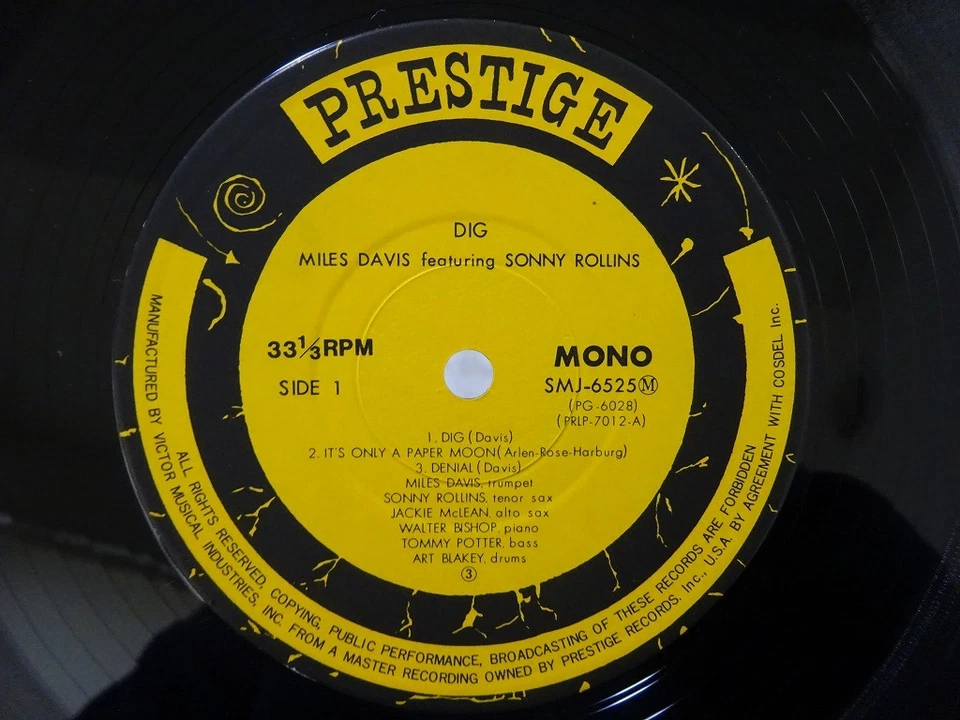 PRESTIGE
DIG
MILES DAVIS featuring SONNY ROLLINS
33⅓RPM
SIDE 1
MONO
SMJ-6525Ⓜ
(PG-6028)
(PRLP-7012-A)
1. DIG (Davis)
2. IT'S ONLY A PAPER MOON(Arlen-Rose-Harburg)
3. DENIAL (Davis)
MILES DAVIS, trumpet
SONNY ROLLINS, tenor sax
JACKIE McLEAN, alto sax
WALTER BISHOP, piano
TOMMY POTTER, bass
ART BLAKEY, drums
③
ALL RIGHTS RESERVED, COPYING, PUBLIC PERFORMANCE, BROADCASTING OF THESE RECORDS ARE FORBIDDEN
MANUFACTURED BY VICTOR MUSICAL INDUSTRIES, INC. FROM A MASTER RECORDING OWNED BY PRESTIGE RECORDS, Inc., U.S.A. BY AGREEMENT WITH COSDEL Inc.